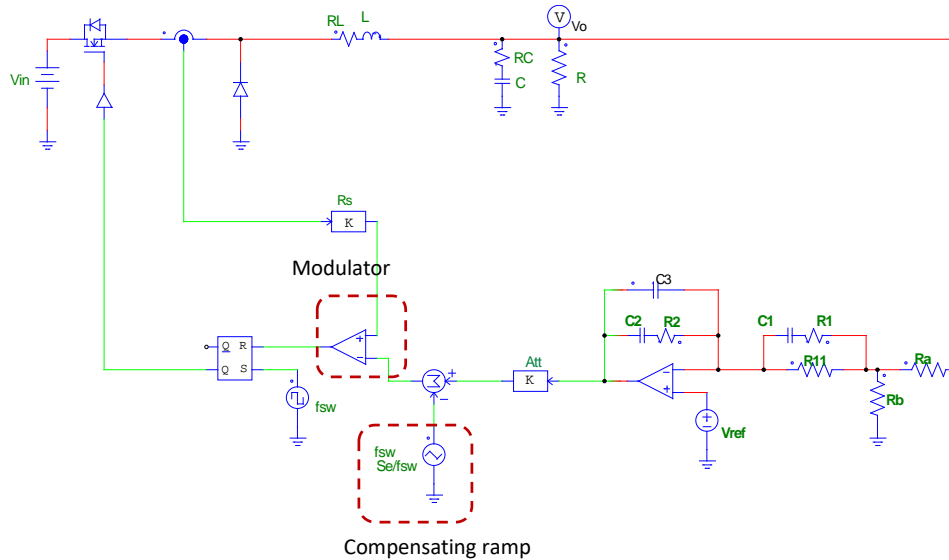 V
Vo
RL
L
RC
C
R
Vin
Rs
K
Modulator
C3
C2
R2
C1
R1
R11
Ra
Rb
Att
K
+
−
Σ
+
−
−
+
Q
R
Q
S
fsw
+
−
Vref
fsw
Se/fsw
Compensating ramp